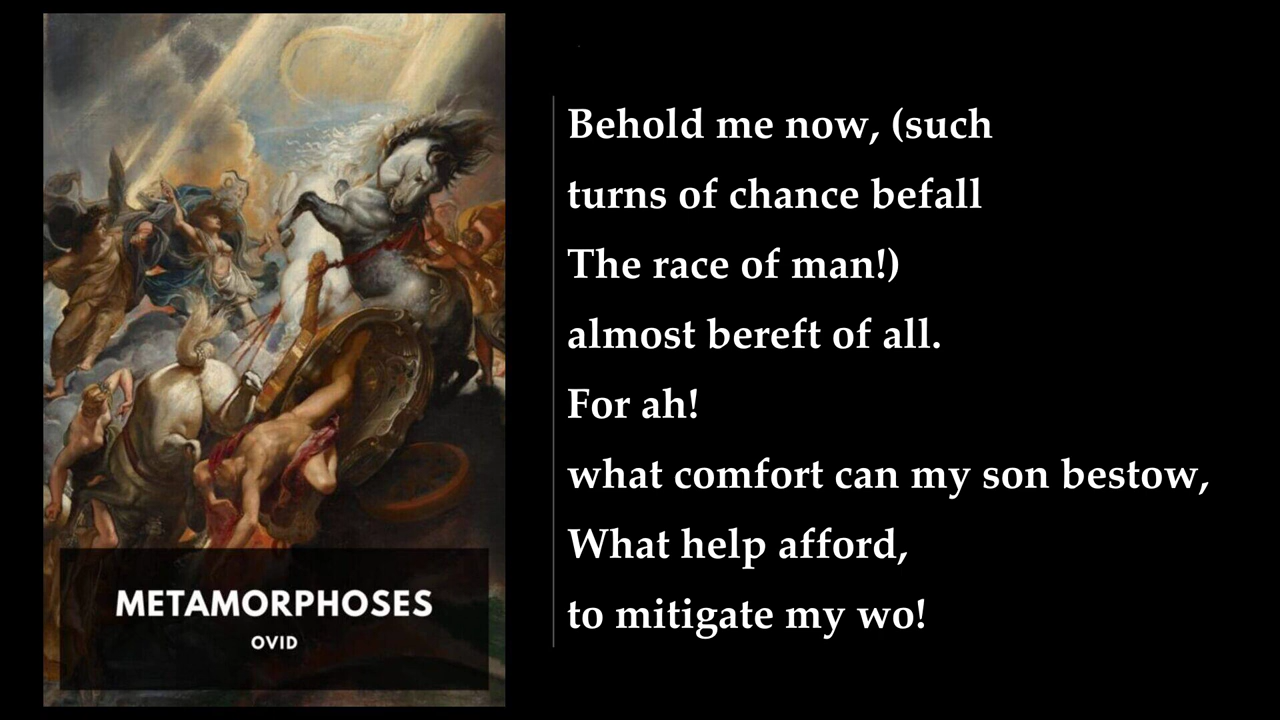 METAMORPHOSES
OVID
Behold me now, (such
turns of chance befall
The race of man!)
almost bereft of all.
For ah!
what comfort can my son bestow,
What help afford,
to mitigate my wo!